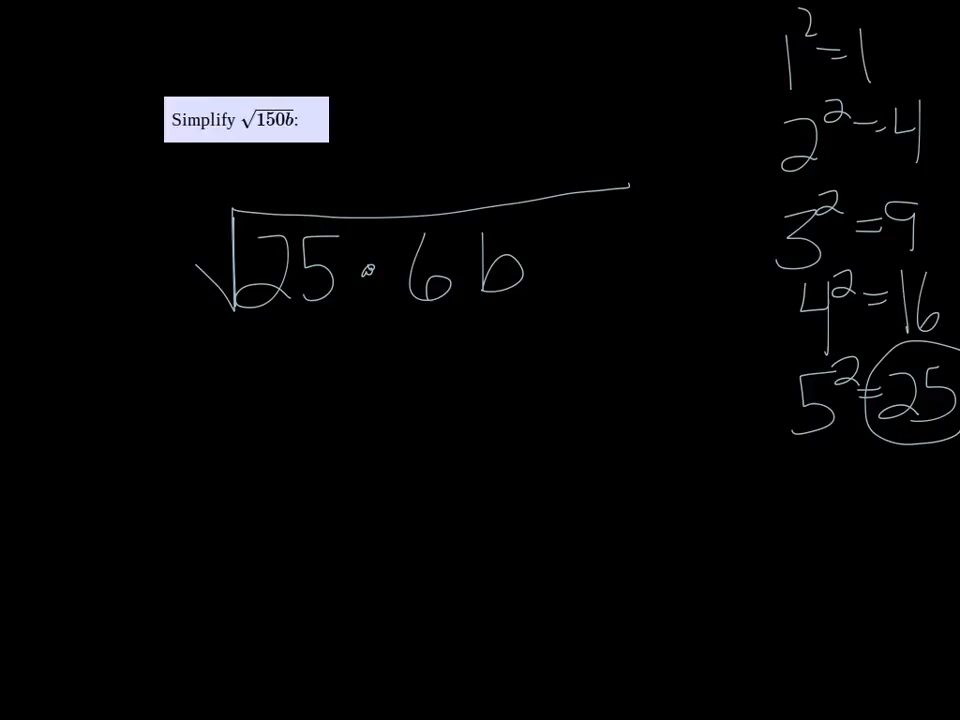 Simplify √150b:
√25 · 6b
1² = 1
2² = 4
3² = 9
4² = 16
5² = 25